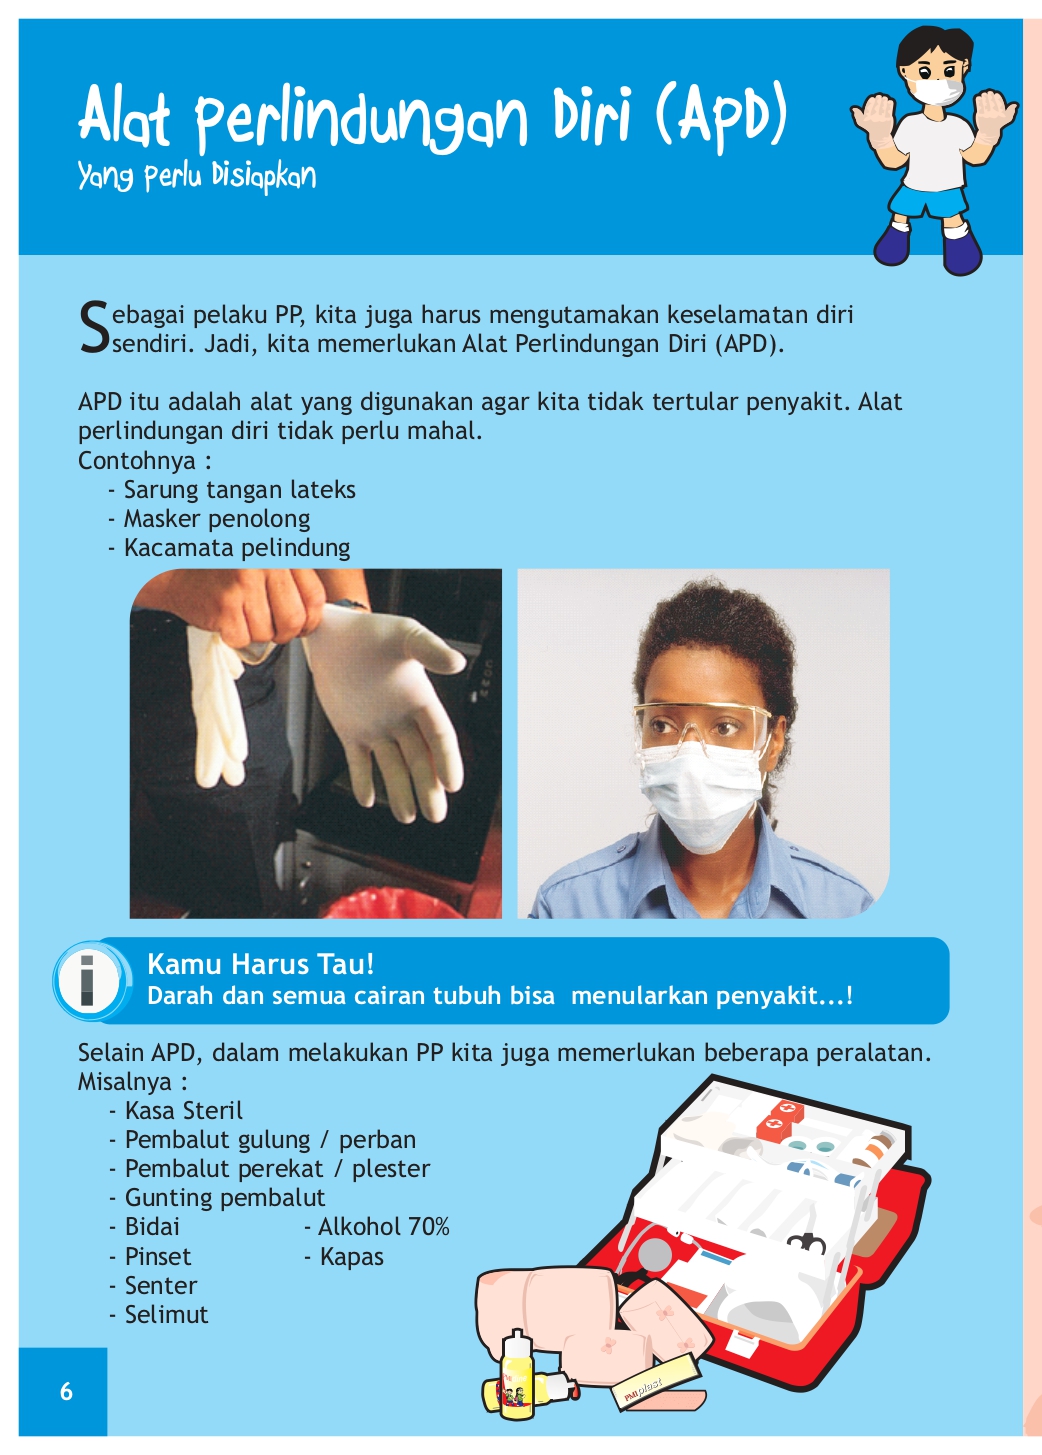 Alat perlindungan Diri (ApD)
Yang perlu Disiapkan
Sebagai pelaku PP, kita juga harus mengutamakan keselamatan diri
sendiri. Jadi, kita memerlukan Alat Perlindungan Diri (APD).
APD itu adalah alat yang digunakan agar kita tidak tertular penyakit. Alat
perlindungan diri tidak perlu mahal.
Contohnya :
- Sarung tangan lateks
- Masker penolong
- Kacamata pelindung
i
Kamu Harus Tau!
Darah dan semua cairan tubuh bisa  menularkan penyakit...!
Selain APD, dalam melakukan PP kita juga memerlukan beberapa peralatan.
Misalnya :
- Kasa Steril
- Pembalut gulung / perban
- Pembalut perekat / plester
- Gunting pembalut
- Bidai - Alkohol 70%
- Pinset - Kapas
- Senter
- Selimut
PMI plast
6